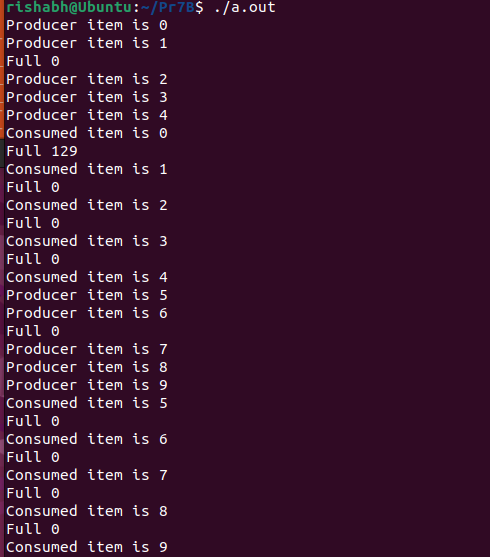 rishabh@Ubuntu:~/Pr7B$ ./a.out
Producer item is 0
Producer item is 1
Full 0
Producer item is 2
Producer item is 3
Producer item is 4
Consumed item is 0
Full 129
Consumed item is 1
Full 0
Consumed item is 2
Full 0
Consumed item is 3
Full 0
Consumed item is 4
Producer item is 5
Producer item is 6
Full 0
Producer item is 7
Producer item is 8
Producer item is 9
Consumed item is 5
Full 0
Consumed item is 6
Full 0
Consumed item is 7
Full 0
Consumed item is 8
Full 0
Consumed item is 9